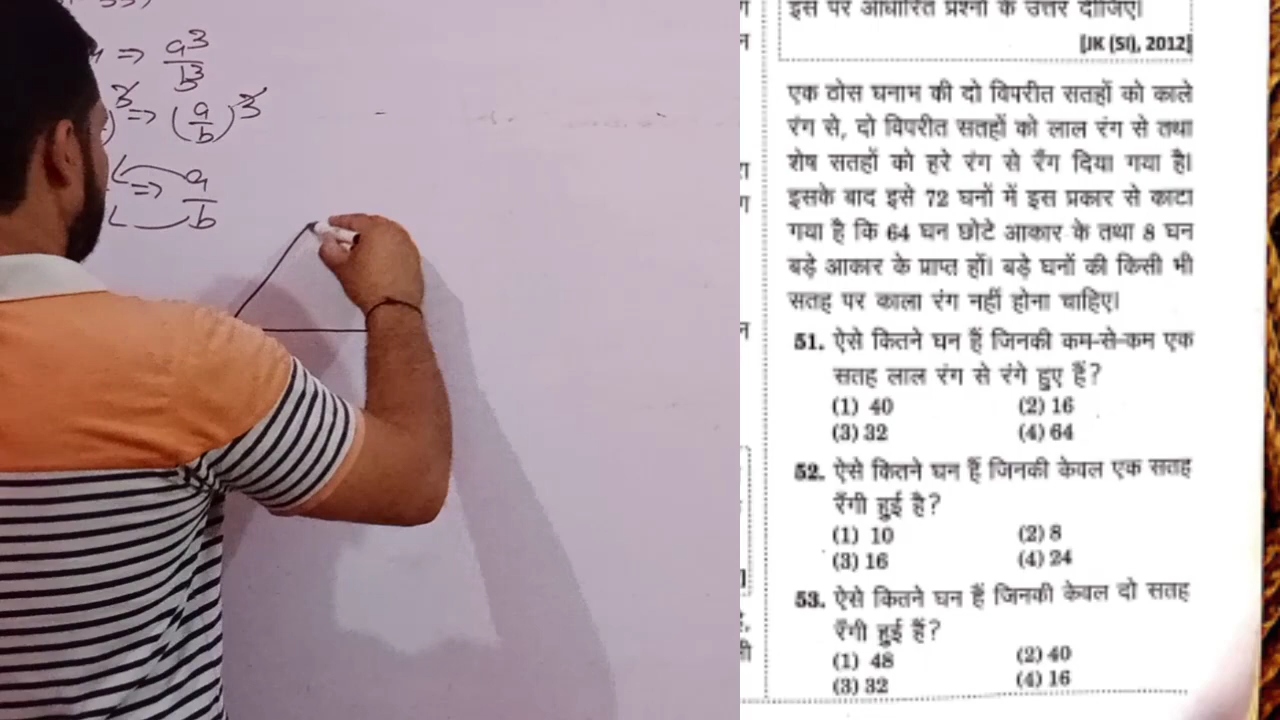 ⇒ a³/b³
⇒ (a/b)³
⇒ a/b
इस पर आधारित प्रश्नों के उत्तर दीजिए।
[JK (SI), 2012]
एक ठोस घनाभ की दो विपरीत सतहों को काले
रंग से, दो विपरीत सतहों को लाल रंग से तथा
शेष सतहों को हरे रंग से रँग दिया गया है।
इसके बाद इसे 72 घनों में इस प्रकार से काटा
गया है कि 64 घन छोटे आकार के तथा 8 घन
बड़े आकार के प्राप्त हों। बड़े घनों की किसी भी
सतह पर काला रंग नहीं होना चाहिए।
51. ऐसे कितने घन हैं जिनकी कम-से-कम एक
सतह लाल रंग से रंगे हुए हैं?
(1) 40 (2) 16
(3) 32 (4) 64
52. ऐसे कितने घन हैं जिनकी केवल एक सतह
रँगी हुई है?
(1) 10 (2) 8
(3) 16 (4) 24
53. ऐसे कितने घन हैं जिनकी केवल दो सतह
रँगी हुई हैं?
(1) 48 (2) 40
(3) 32 (4) 16